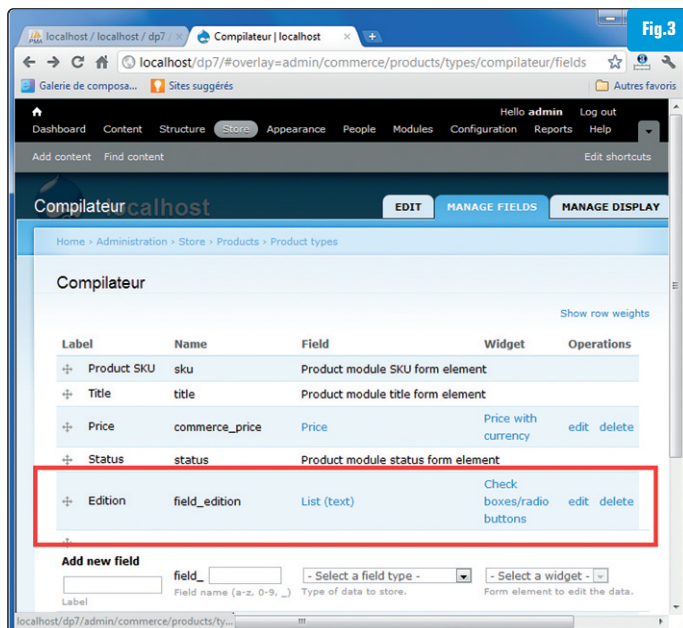 Fig.3
localhost / localhost / dp7 /
Compilateur | localhost
localhost/dp7/#overlay=admin/commerce/products/types/compilateur/fields
Galerie de composa...
Sites suggérés
Autres favoris
Hello admin
Log out
Dashboard
Content
Structure
Store
Appearance
People
Modules
Configuration
Reports
Help
Add content
Find content
Edit shortcuts
Compilateur
localhost
EDIT
MANAGE FIELDS
MANAGE DISPLAY
Home › Administration › Store › Products › Product types
Compilateur
Show row weights
Label Name Field Widget Operations
Product SKU sku Product module SKU form element
Title title Product module title form element
Price commerce_price Price Price with currency edit delete
Status status Product module status form element
Edition field_edition List (text) Check boxes/radio buttons edit delete
Add new field
field_
- Select a field type -
- Select a widget -
Label
Field name (a-z, 0-9, _)
Type of data to store.
Form element to edit the data.
localhost/dp7/admin/commerce/products/ty...